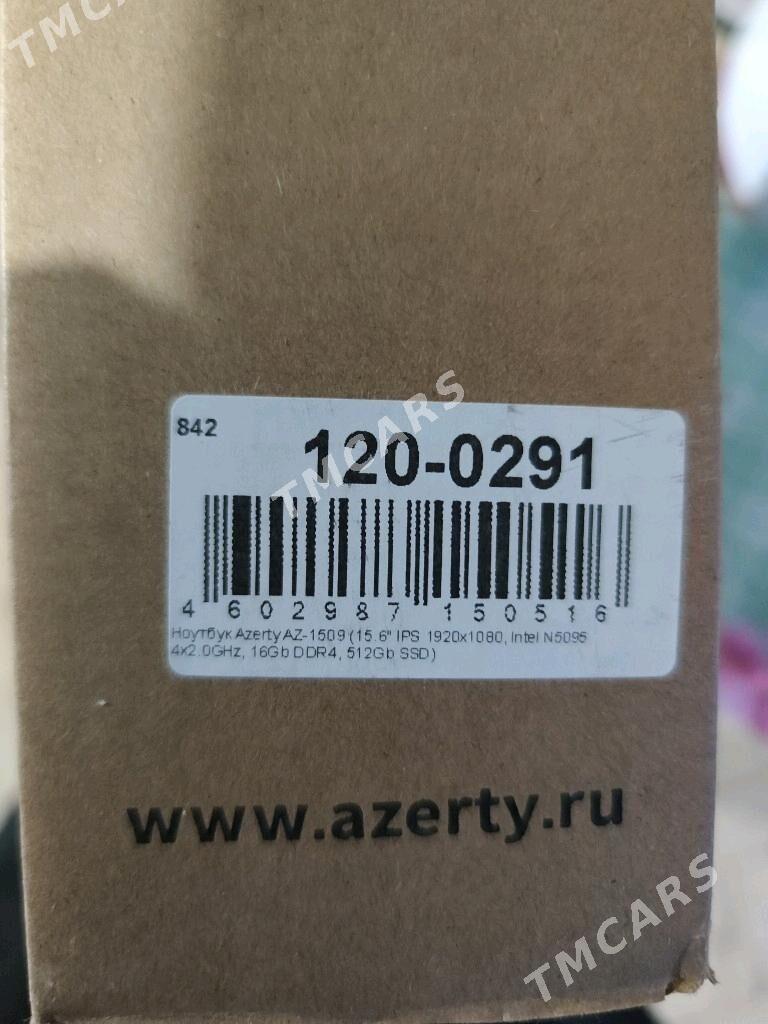 TMCARS
842
120-0291
TMCARS
4 602987 150516
Ноутбук Azerty AZ-1509 (15.6" IPS 1920x1080, Intel N5095
4x2.0GHz, 16Gb DDR4, 512Gb SSD)
www.azerty.ru
TMCARS